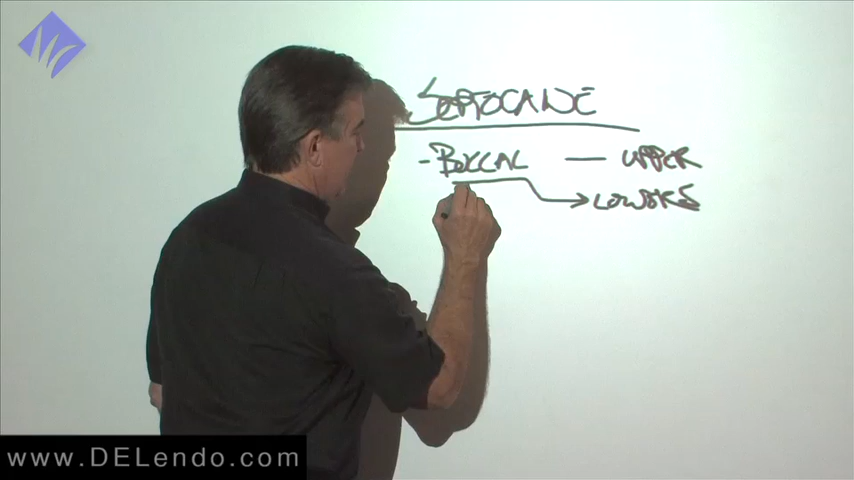 SEPTOCAINE
- BUCCAL — UPPER
→ LOWERS
www.DELendo.com